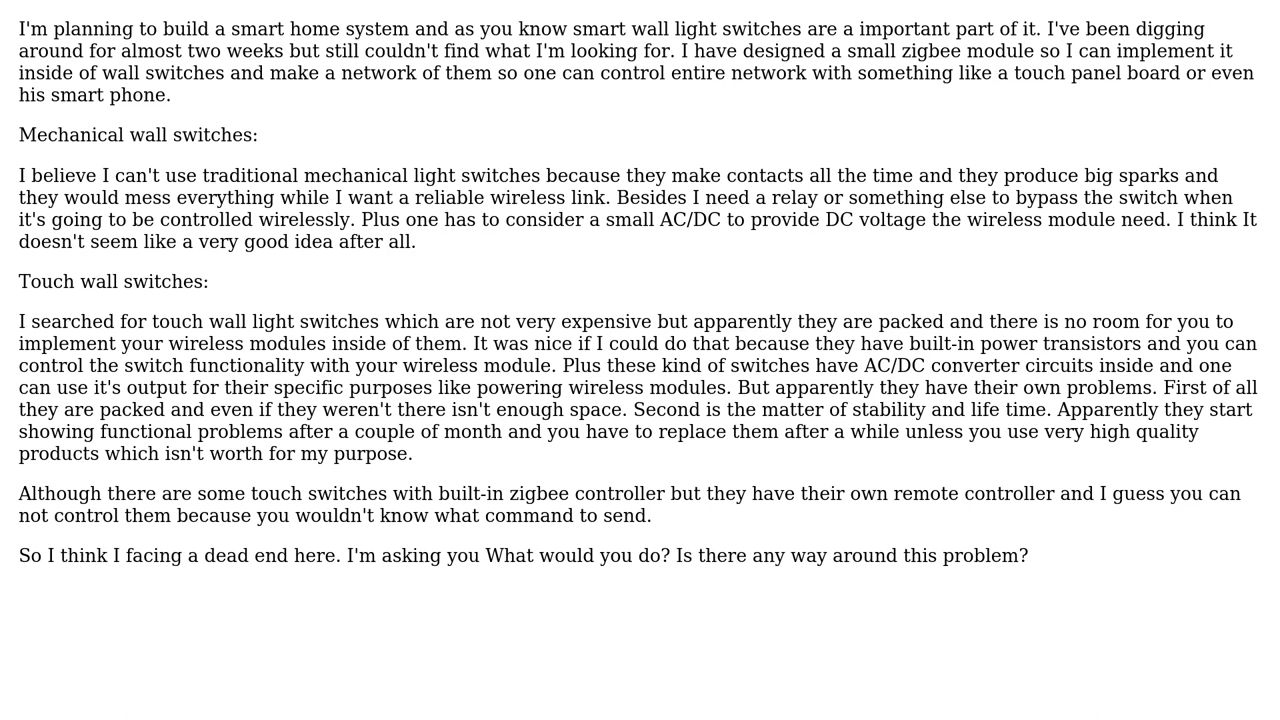 I'm planning to build a smart home system and as you know smart wall light switches are a important part of it. I've been digging
around for almost two weeks but still couldn't find what I'm looking for. I have designed a small zigbee module so I can implement it
inside of wall switches and make a network of them so one can control entire network with something like a touch panel board or even
his smart phone.
Mechanical wall switches:
I believe I can't use traditional mechanical light switches because they make contacts all the time and they produce big sparks and
they would mess everything while I want a reliable wireless link. Besides I need a relay or something else to bypass the switch when
it's going to be controlled wirelessly. Plus one has to consider a small AC/DC to provide DC voltage the wireless module need. I think It
doesn't seem like a very good idea after all.
Touch wall switches:
I searched for touch wall light switches which are not very expensive but apparently they are packed and there is no room for you to
implement your wireless modules inside of them. It was nice if I could do that because they have built-in power transistors and you can
control the switch functionality with your wireless module. Plus these kind of switches have AC/DC converter circuits inside and one
can use it's output for their specific purposes like powering wireless modules. But apparently they have their own problems. First of all
they are packed and even if they weren't there isn't enough space. Second is the matter of stability and life time. Apparently they start
showing functional problems after a couple of month and you have to replace them after a while unless you use very high quality
products which isn't worth for my purpose.
Although there are some touch switches with built-in zigbee controller but they have their own remote controller and I guess you can
not control them because you wouldn't know what command to send.
So I think I facing a dead end here. I'm asking you What would you do? Is there any way around this problem?